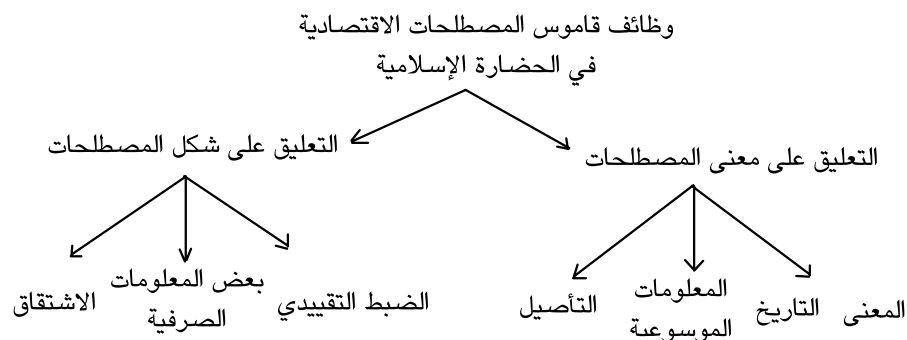 وظائف قاموس المصطلحات الاقتصادية
في الحضارة الإسلامية
التعليق على معنى المصطلحات
التعليق على شكل المصطلحات
المعنى
التاريخ
المعلومات
الموسوعية
التأصيل
الضبط التقييدي
بعض المعلومات
الصرفية
الاشتقاق